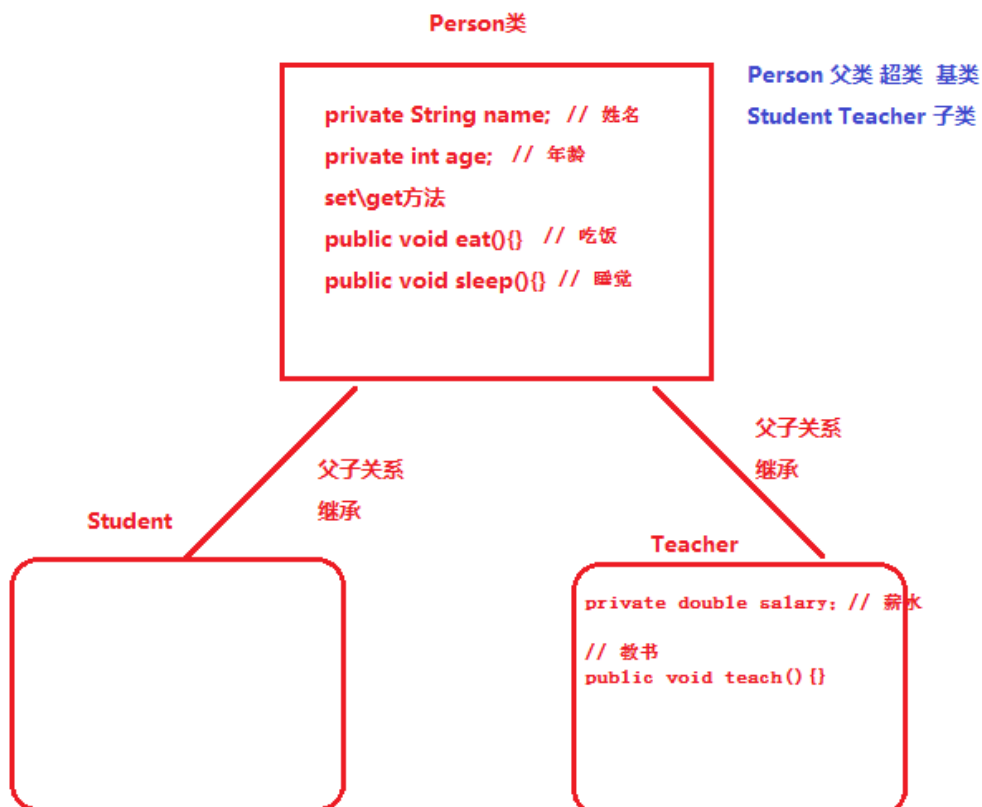 Person类
Person 父类 超类 基类
Student Teacher 子类
private String name; // 姓名
private int age; // 年龄
set\get方法
public void eat(){} // 吃饭
public void sleep(){} // 睡觉
父子关系
继承
父子关系
继承
Student
Teacher
private double salary; // 薪水
// 教书
public void teach(){}